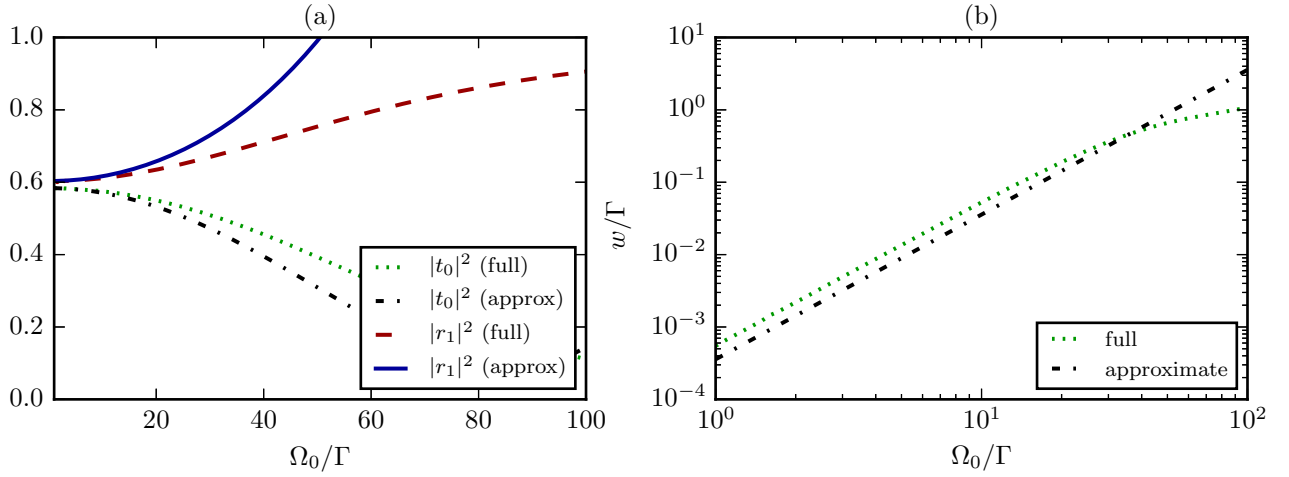 (a)
1.0
0.8
0.6
0.4
0.2
0.0
20
40
60
80
100
Ω₀/Γ
|t₀|² (full)
|t₀|² (approx)
|r₁|² (full)
|r₁|² (approx)
(b)
w/Γ
10¹
10⁰
10⁻¹
10⁻²
10⁻³
10⁻⁴
10⁰
10¹
10²
Ω₀/Γ
full
approximate